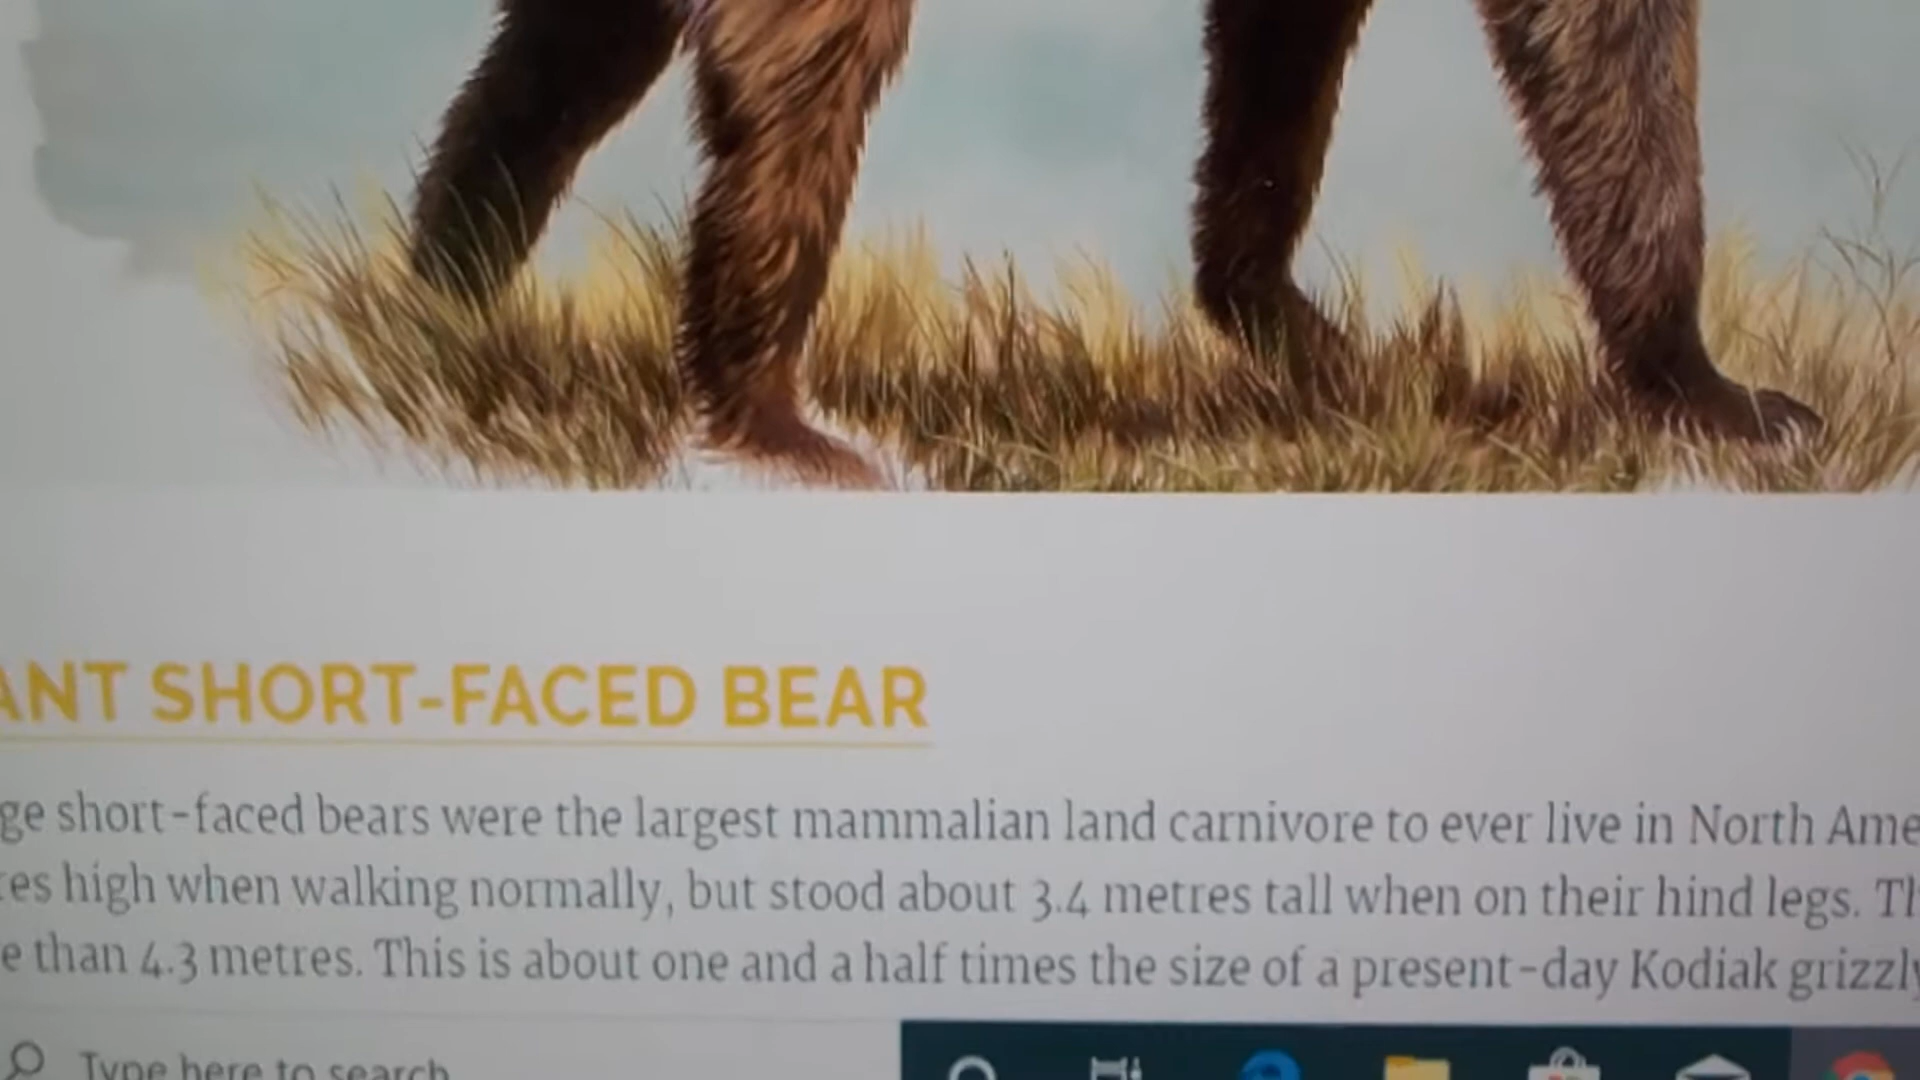 ANT SHORT-FACED BEAR
ge short-faced bears were the largest mammalian land carnivore to ever live in North Ame
res high when walking normally, but stood about 3.4 metres tall when on their hind legs. Th
e than 4.3 metres. This is about one and a half times the size of a present-day Kodiak grizzly
Type here to search